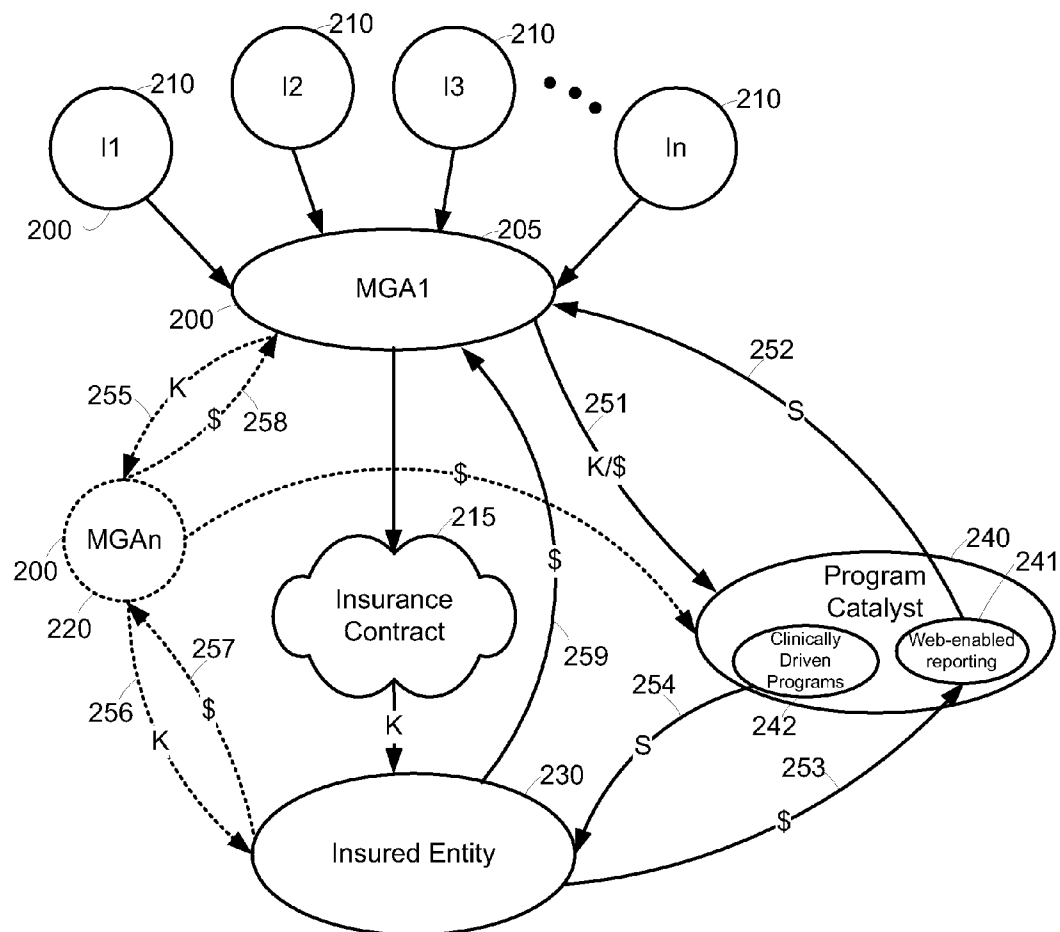 210
210
210
210
I1
I2
I3
In
200
205
MGA1
200
252
255
K
$
258
251
S
K/$
$
MGAn
200
220
215
Insurance
Contract
$
259
240
241
Program
Catalyst
Clinically
Driven
Programs
Web-enabled
reporting
242
257
256
$
K
K
254
S
253
$
230
Insured Entity